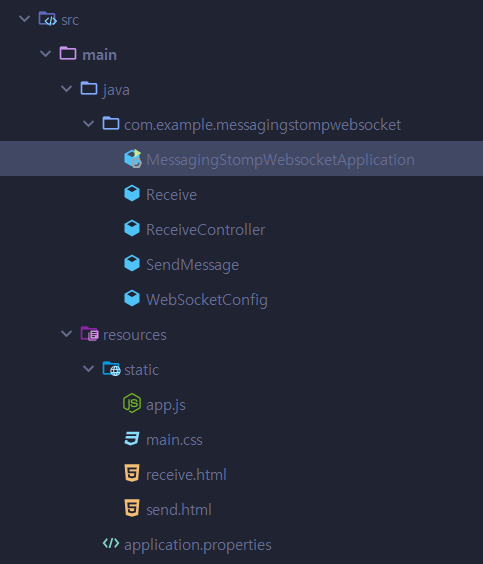 src
main
java
com.example.messagingstompwebsocket
MessagingStompWebsocketApplication
Receive
ReceiveController
SendMessage
WebSocketConfig
resources
static
app.js
main.css
receive.html
send.html
application.properties